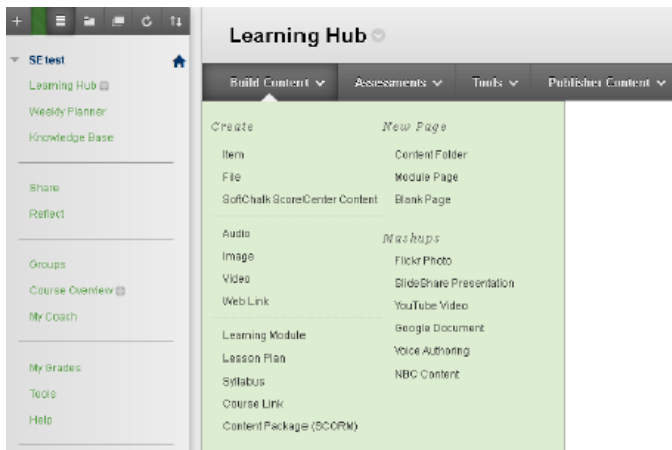 SE test
Learning Hub
Weekly Planner
Knowledge Base
Share
Reflect
Groups
Course Overview
My Coach
My Grades
Tools
Help
Learning Hub
Build Content
Assessments
Tools
Publisher Content
Create
Item
File
SoftChalk ScoreCenter Content
Audio
Image
Video
Web Link
Learning Module
Lesson Plan
Syllabus
Course Link
Content Package (SCORM)
New Page
Content Folder
Module Page
Blank Page
Mashups
Flickr Photo
SlideShare Presentation
YouTube Video
Google Document
Voice Authoring
NBC Content